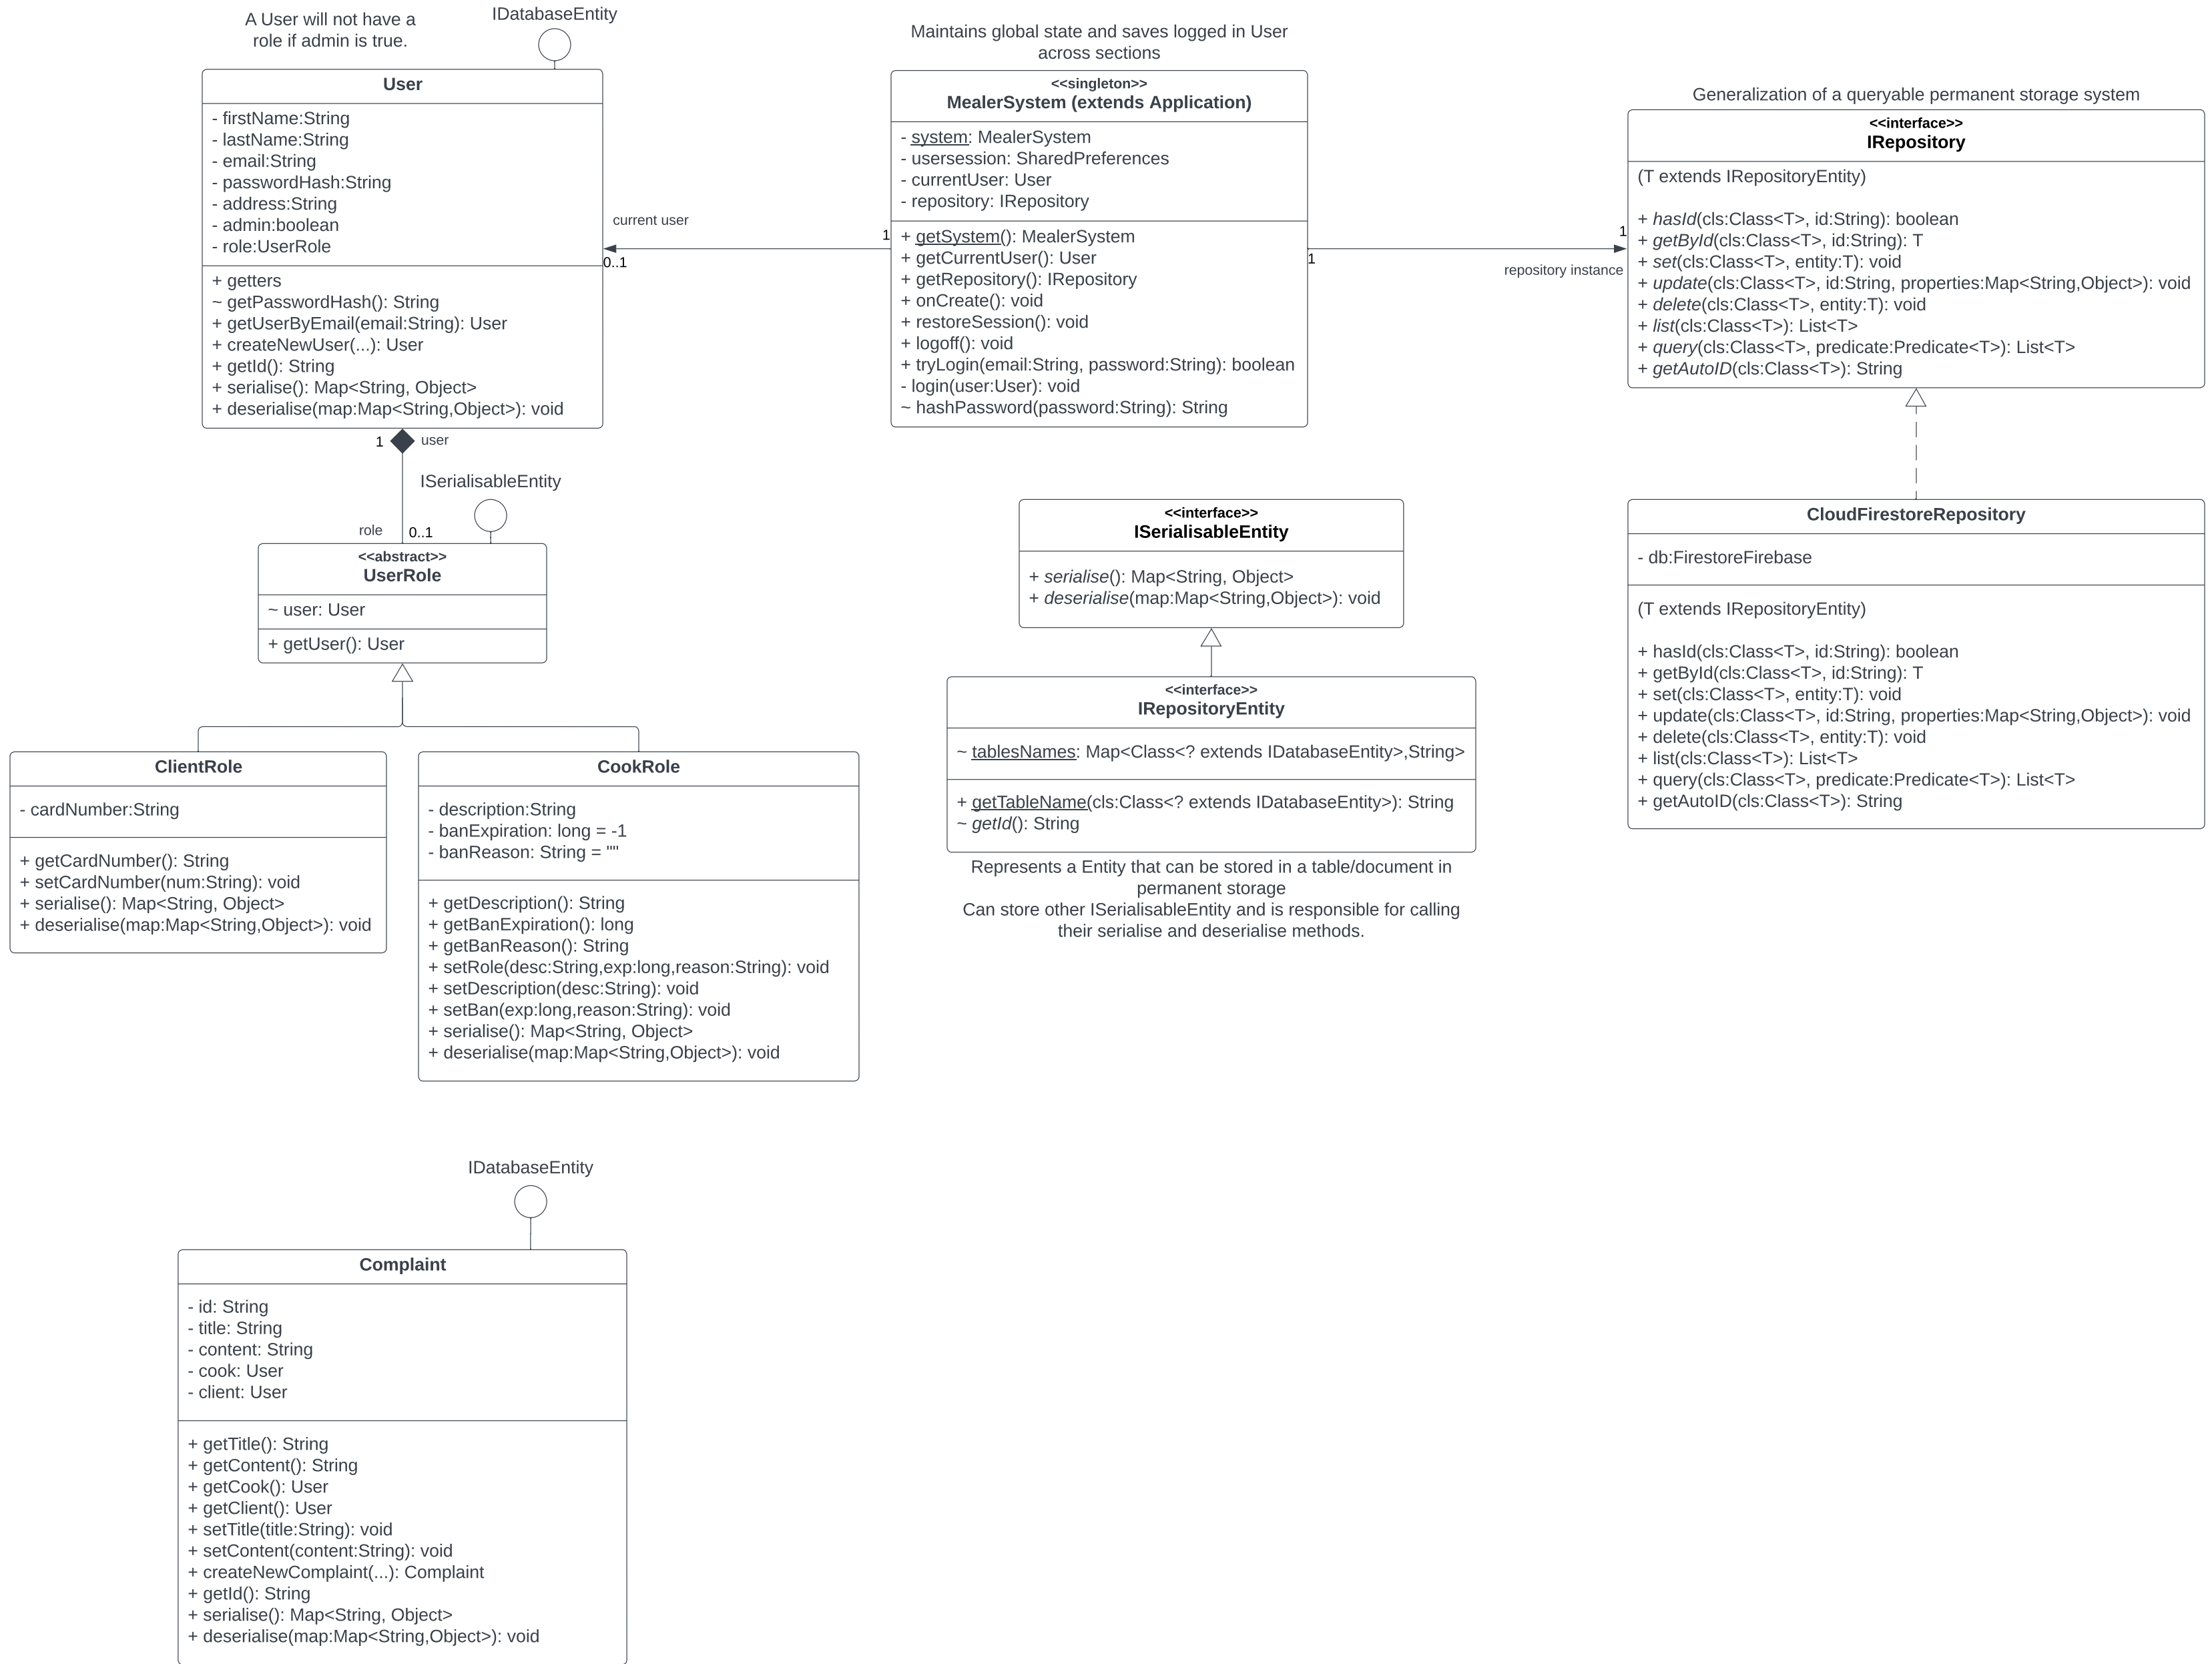 A User will not have a
role if admin is true.
IDatabaseEntity
User
- firstName:String
- lastName:String
- email:String
- passwordHash:String
- address:String
- admin:boolean
- role:UserRole
+ getters
~ getPasswordHash(): String
+ getUserByEmail(email:String): User
+ createNewUser(...): User
+ getId(): String
+ serialise(): Map<String, Object>
+ deserialise(map:Map<String,Object>): void
current user
0..1
1
Maintains global state and saves logged in User
across sections
<<singleton>>
MealerSystem (extends Application)
- system: MealerSystem
- usersession: SharedPreferences
- currentUser: User
- repository: IRepository
+ getSystem(): MealerSystem
+ getCurrentUser(): User
+ getRepository(): IRepository
+ onCreate(): void
+ restoreSession(): void
+ logoff(): void
+ tryLogin(email:String, password:String): boolean
- login(user:User): void
~ hashPassword(password:String): String
1
1
repository instance
Generalization of a queryable permanent storage system
<<interface>>
IRepository
(T extends IRepositoryEntity)
+ hasId(cls:Class<T>, id:String): boolean
+ getById(cls:Class<T>, id:String): T
+ set(cls:Class<T>, entity:T): void
+ update(cls:Class<T>, id:String, properties:Map<String,Object>): void
+ delete(cls:Class<T>, entity:T): void
+ list(cls:Class<T>): List<T>
+ query(cls:Class<T>, predicate:Predicate<T>): List<T>
+ getAutoID(cls:Class<T>): String
1
user
ISerialisableEntity
role
0..1
<<abstract>>
UserRole
~ user: User
+ getUser(): User
ClientRole
- cardNumber:String
+ getCardNumber(): String
+ setCardNumber(num:String): void
+ serialise(): Map<String, Object>
+ deserialise(map:Map<String,Object>): void
CookRole
- description:String
- banExpiration: long = -1
- banReason: String = ""
+ getDescription(): String
+ getBanExpiration(): long
+ getBanReason(): String
+ setRole(desc:String,exp:long,reason:String): void
+ setDescription(desc:String): void
+ setBan(exp:long,reason:String): void
+ serialise(): Map<String, Object>
+ deserialise(map:Map<String,Object>): void
<<interface>>
ISerialisableEntity
+ serialise(): Map<String, Object>
+ deserialise(map:Map<String,Object>): void
<<interface>>
IRepositoryEntity
~ tablesNames: Map<Class<? extends IDatabaseEntity>,String>
+ getTableName(cls:Class<? extends IDatabaseEntity>): String
~ getId(): String
Represents a Entity that can be stored in a table/document in
permanent storage
Can store other ISerialisableEntity and is responsible for calling
their serialise and deserialise methods.
CloudFirestoreRepository
- db:FirestoreFirebase
(T extends IRepositoryEntity)
+ hasId(cls:Class<T>, id:String): boolean
+ getById(cls:Class<T>, id:String): T
+ set(cls:Class<T>, entity:T): void
+ update(cls:Class<T>, id:String, properties:Map<String,Object>): void
+ delete(cls:Class<T>, entity:T): void
+ list(cls:Class<T>): List<T>
+ query(cls:Class<T>, predicate:Predicate<T>): List<T>
+ getAutoID(cls:Class<T>): String
IDatabaseEntity
Complaint
- id: String
- title: String
- content: String
- cook: User
- client: User
+ getTitle(): String
+ getContent(): String
+ getCook(): User
+ getClient(): User
+ setTitle(title:String): void
+ setContent(content:String): void
+ createNewComplaint(...): Complaint
+ getId(): String
+ serialise(): Map<String, Object>
+ deserialise(map:Map<String,Object>): void